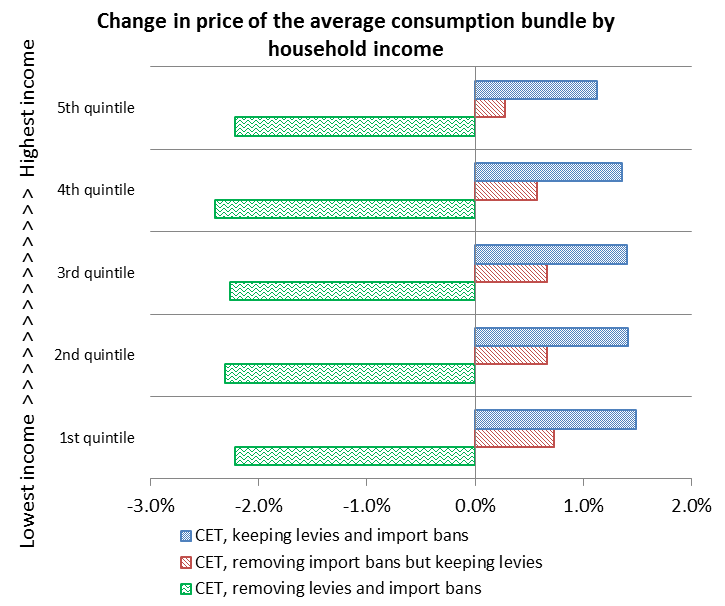 Change in price of the average consumption bundle by
household income
Lowest income >>>>>>>>>>>>>>>>> Highest income
5th quintile
4th quintile
3rd quintile
2nd quintile
1st quintile
-3.0% -2.0% -1.0% 0.0% 1.0% 2.0%
CET, keeping levies and import bans
CET, removing import bans but keeping levies
CET, removing levies and import bans